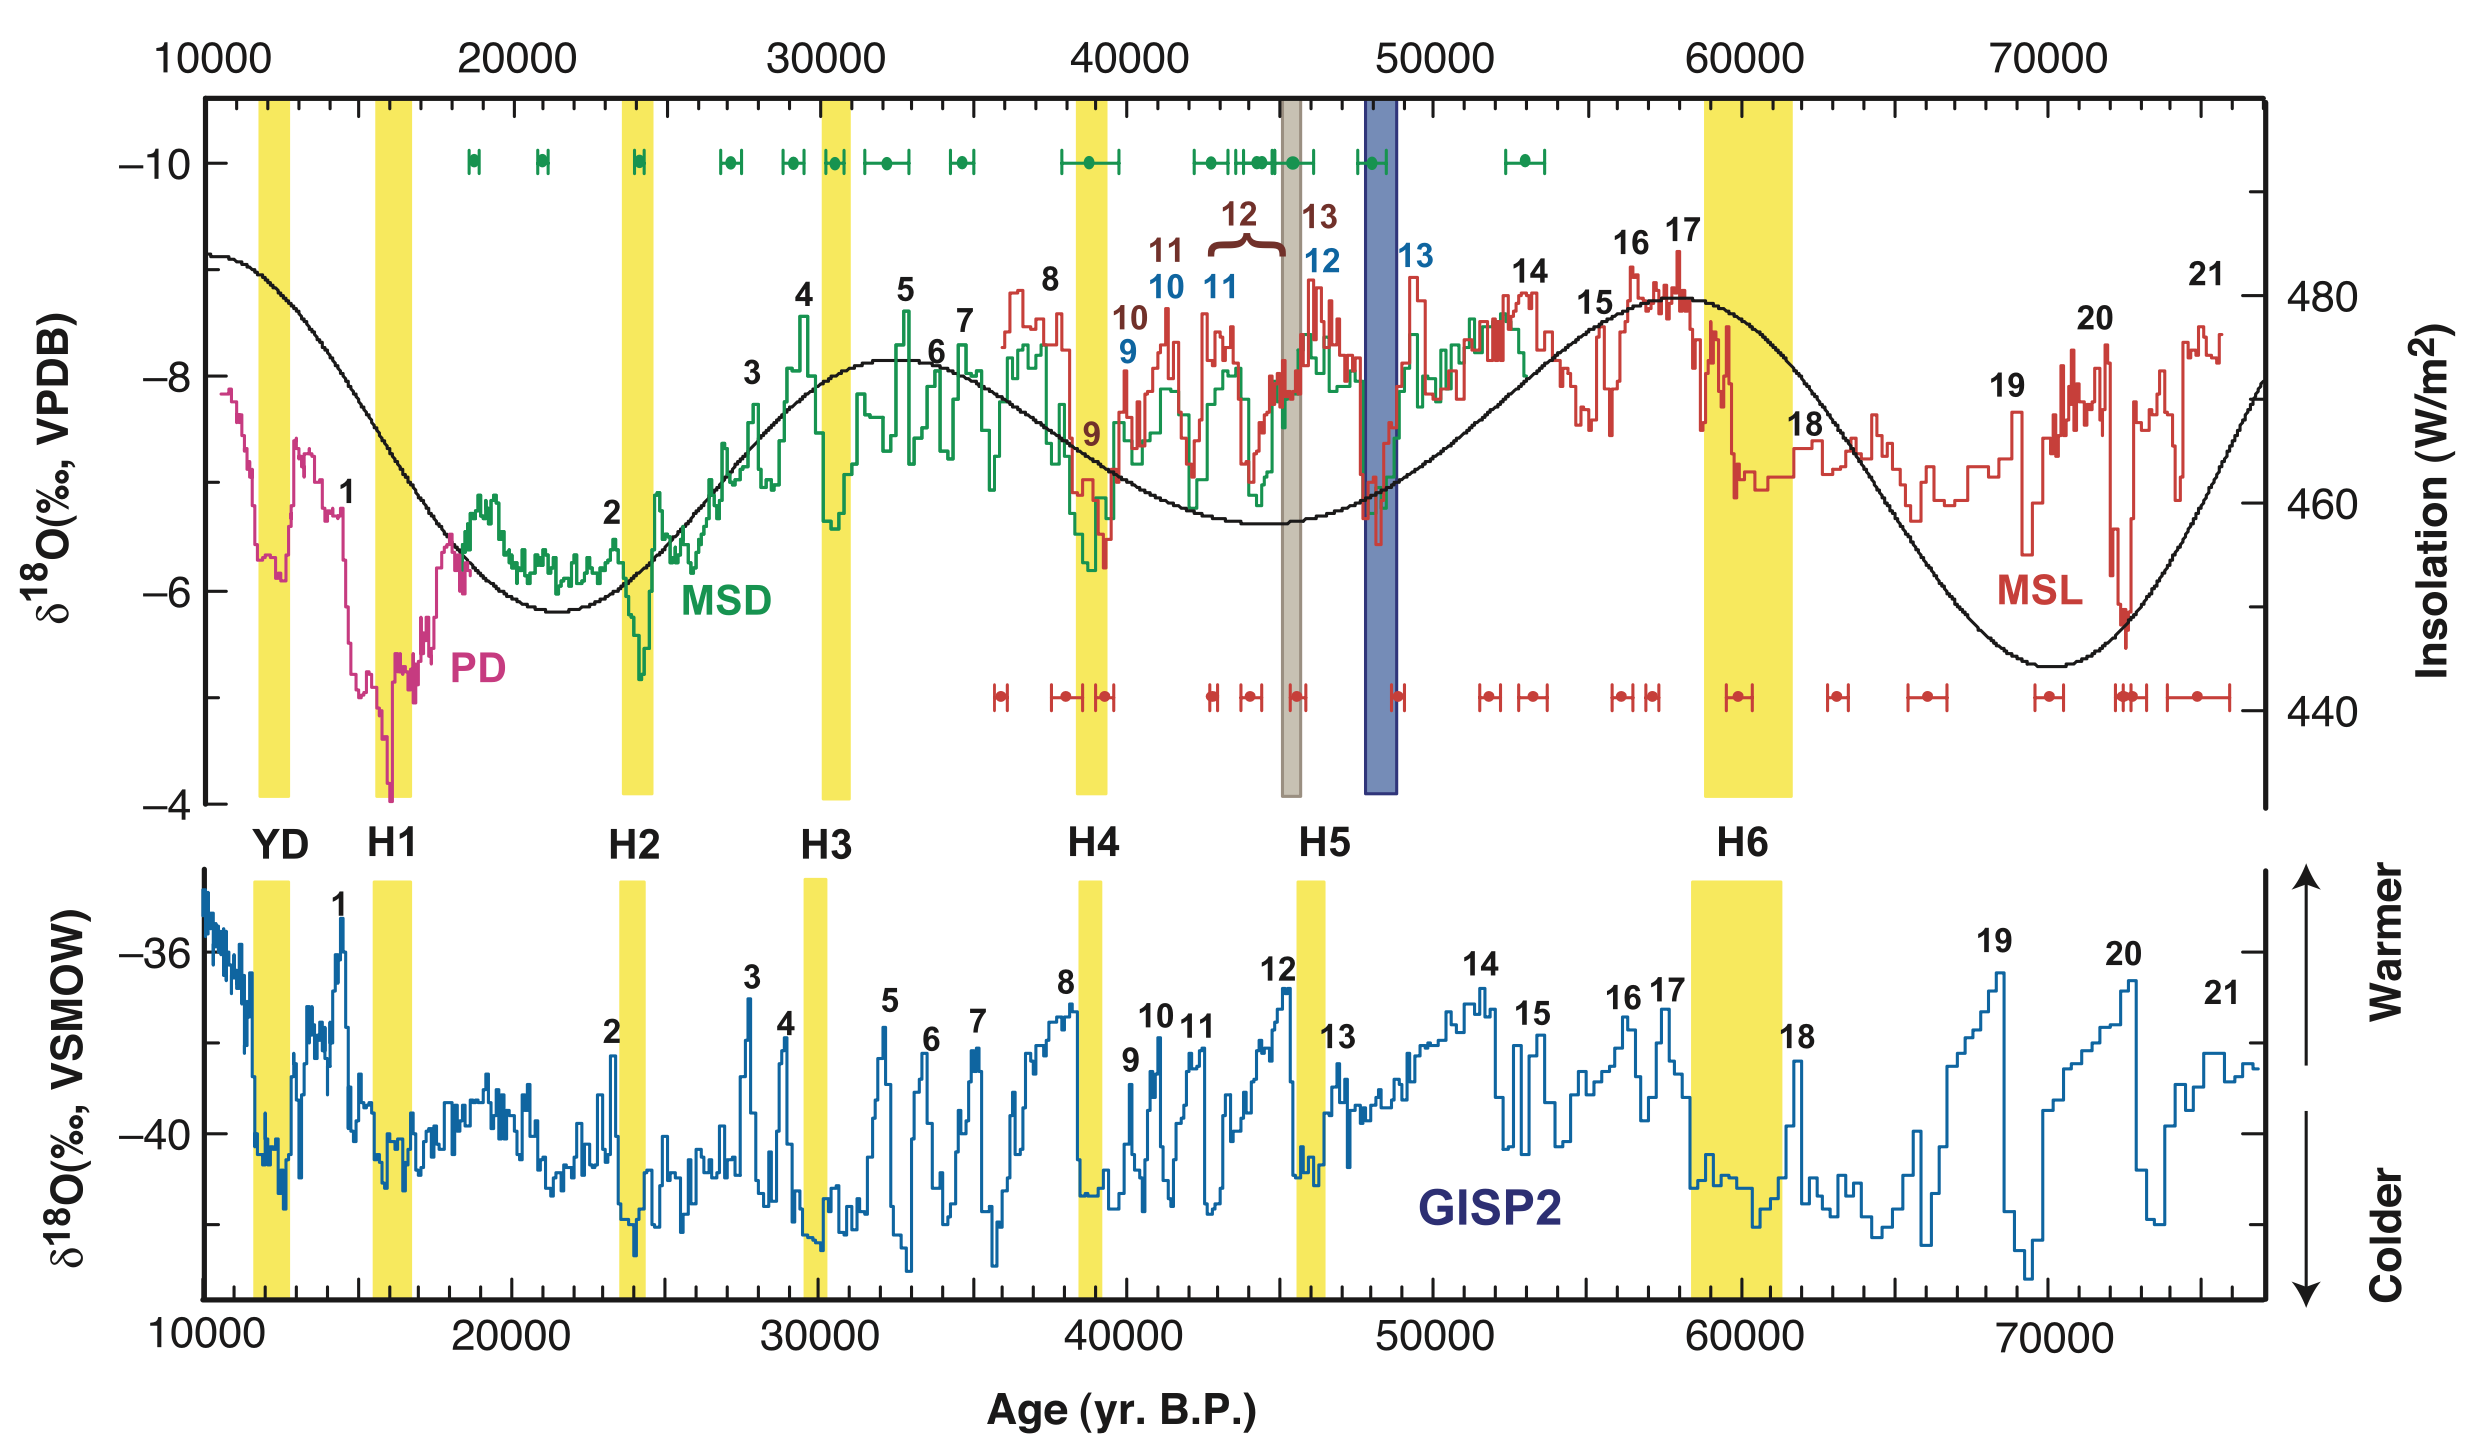 10000 20000 30000 40000 50000 60000 70000
–10
–8
–6
–4
δ18O(‰, VPDB)
480
460
440
Insolation (W/m2)
1 2 3 4 5 6 7 8
9
10
9
11
10
12
11
13
12
13
14 15 16 17 18 19 20 21
PD
MSD
MSL
YD H1 H2 H3 H4 H5 H6
–36
–40
δ18O(‰, VSMOW)
1 2 3 4 5 6 7 8 9 10 11 12 13 14 15 16 17 18 19 20 21
GISP2
Warmer
Colder
10000 20000 30000 40000 50000 60000 70000
Age (yr. B.P.)